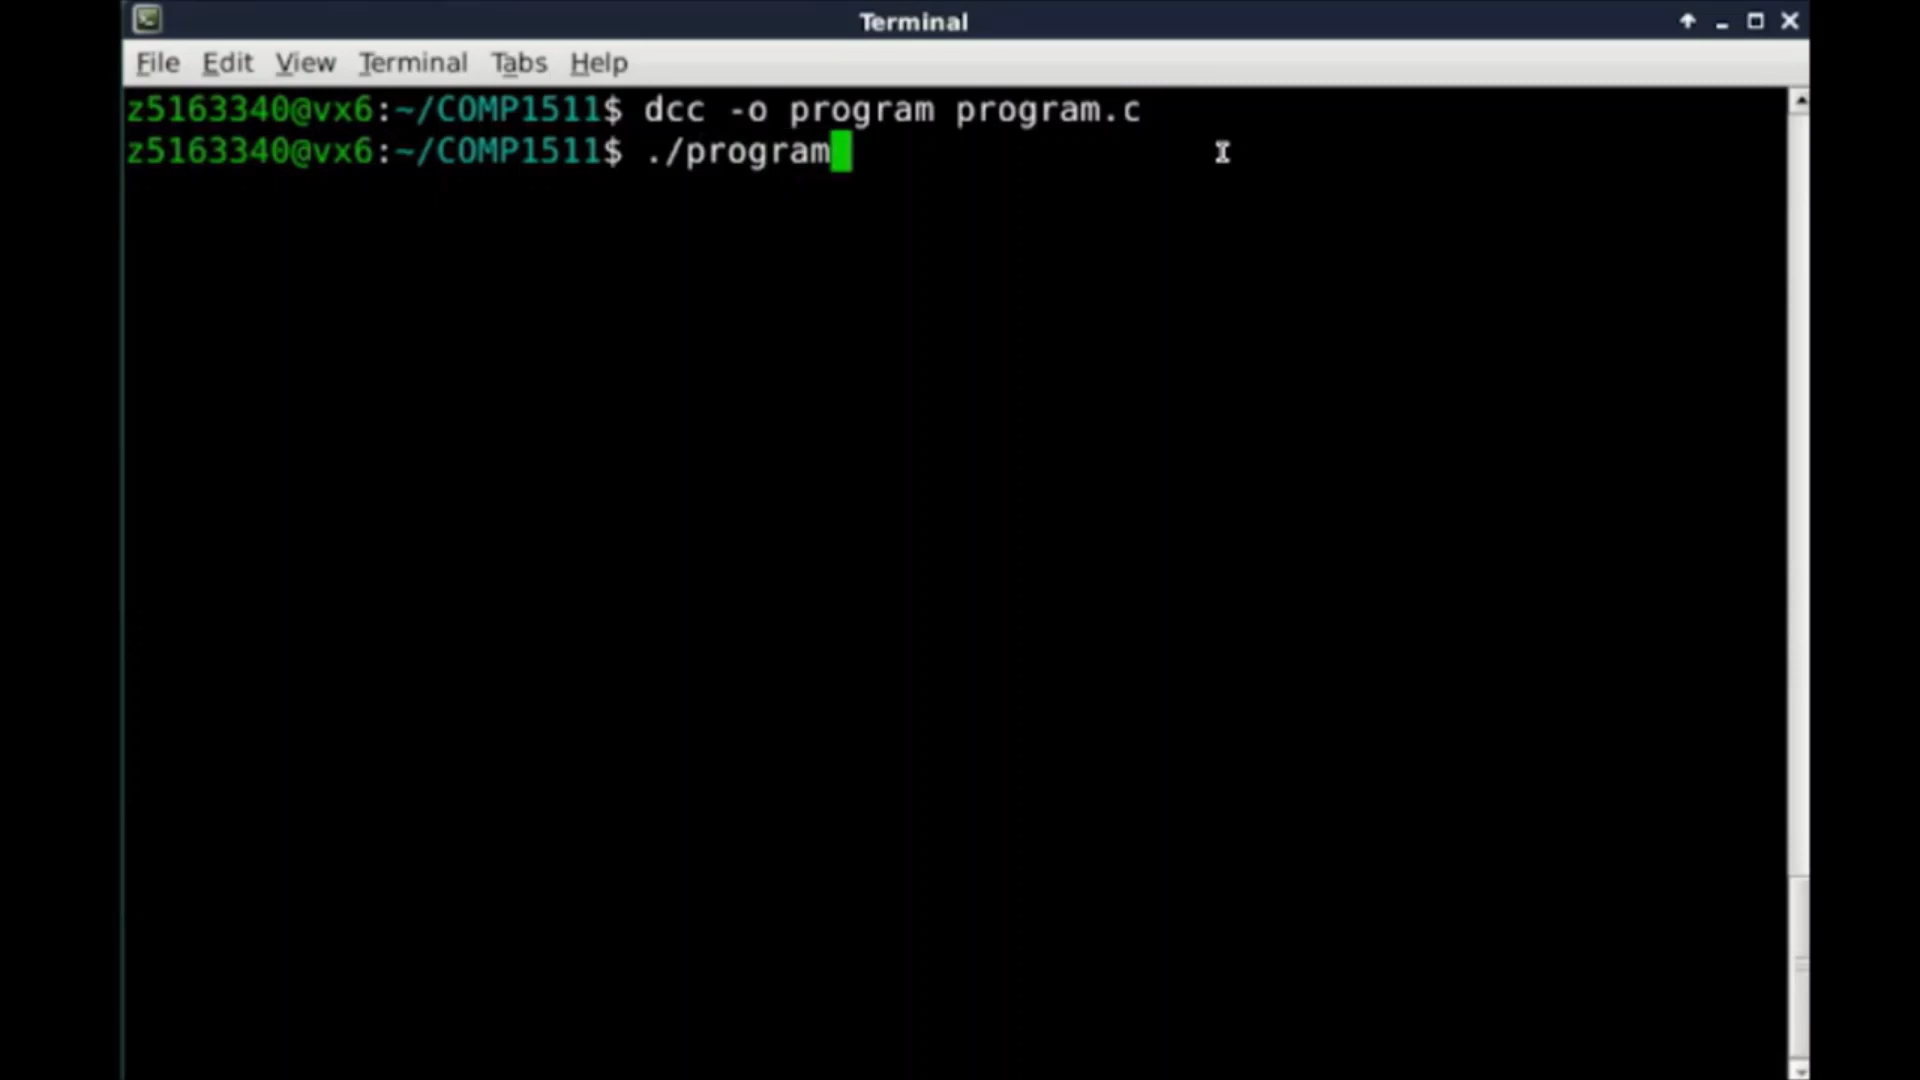 Terminal
File Edit View Terminal Tabs Help
z5163340@vx6:~/COMP1511$ dcc -o program program.c
z5163340@vx6:~/COMP1511$ ./program